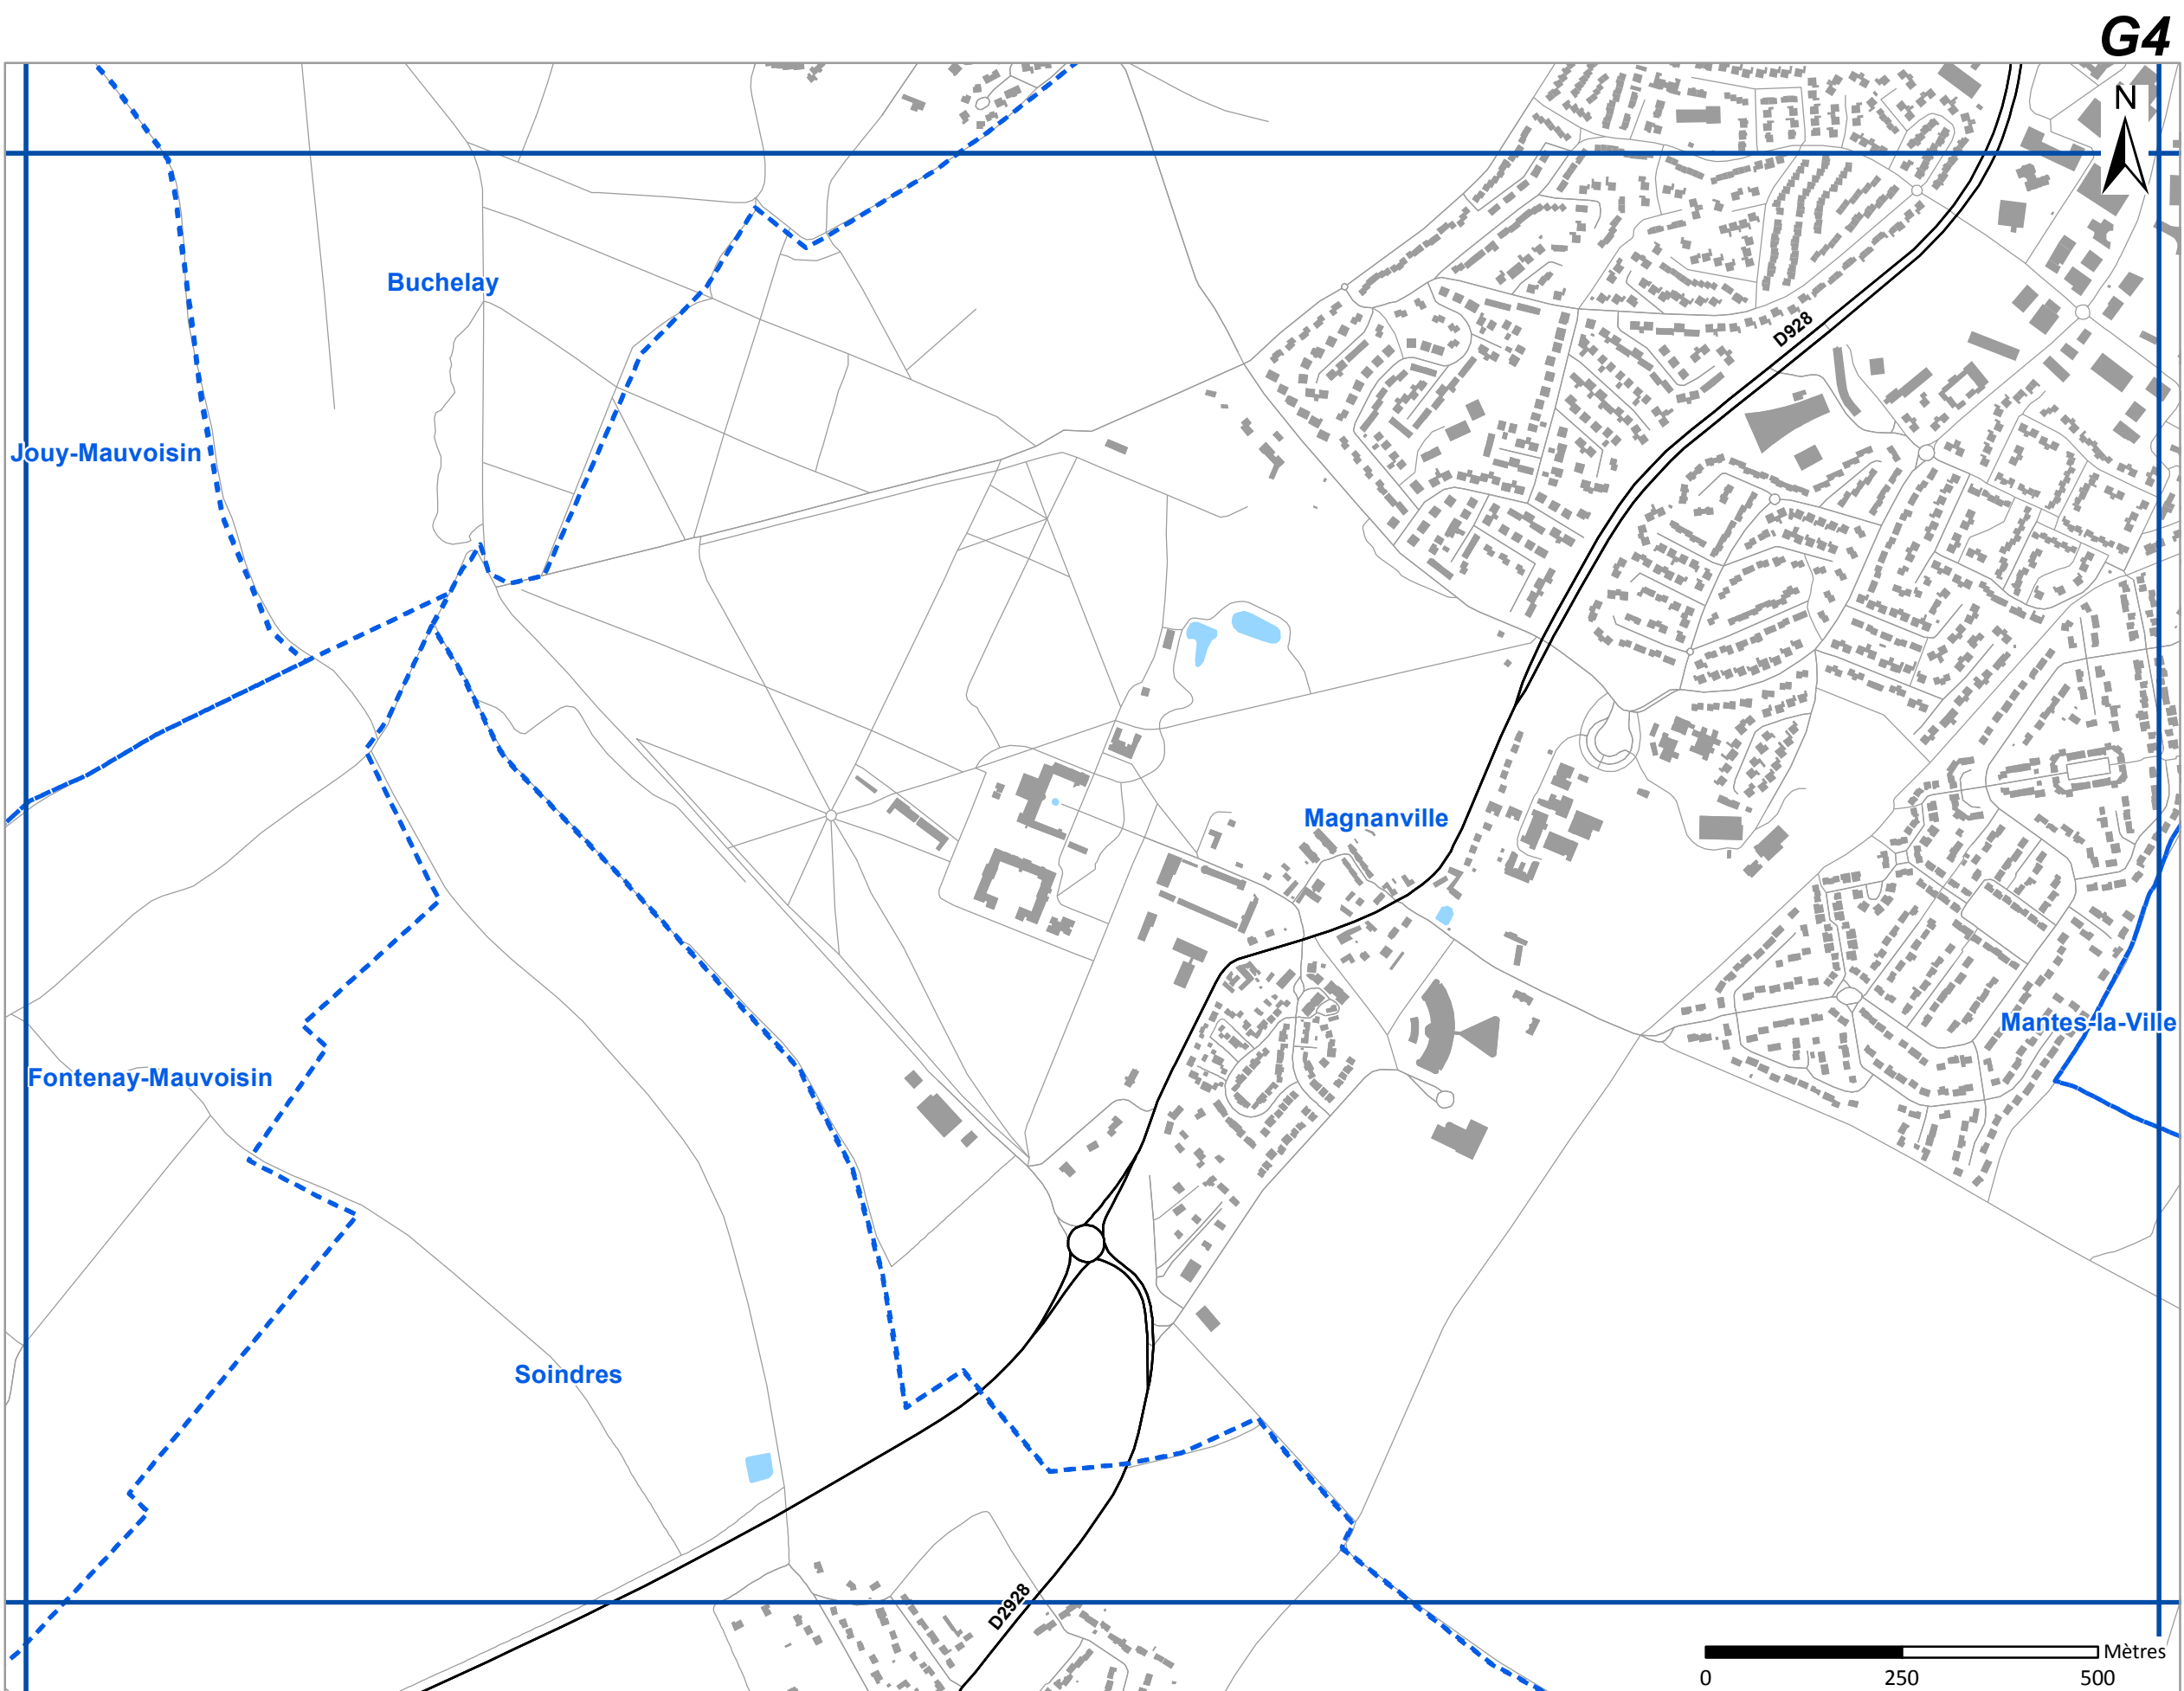 G4
N
Buchelay
D928
Jouy-Mauvoisin
Magnanville
Mantes-la-Ville
Fontenay-Mauvoisin
Soindres
D2928
Mètres
0 250 500